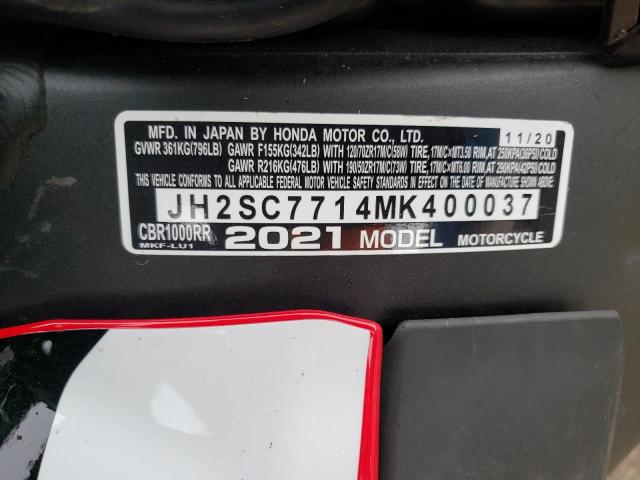 MFD. IN JAPAN BY HONDA MOTOR CO., LTD. 11/20
GVWR 361KG(796LB) GAWR F155KG(342LB) WITH 120/70ZR17M/C(58W) TIRE, 17M/CxMT3.50 RIM, AT 250KPA(36PSI)COLD
GAWR R216KG(476LB) WITH 190/50ZR17M/C(73W) TIRE, 17M/CxMT6.00 RIM, AT 290KPA(42PSI)COLD
THIS VEHICLE CONFORMS TO ALL APPLICABLE U.S. FEDERAL MOTOR VEHICLE SAFETY STANDARDS IN EFFECT ON THE DATE OF MANUFACTURE SHOWN ABOVE.
JH2SC7714MK400037
CBR1000RR 2021 MODEL MOTORCYCLE
MKF-LU1